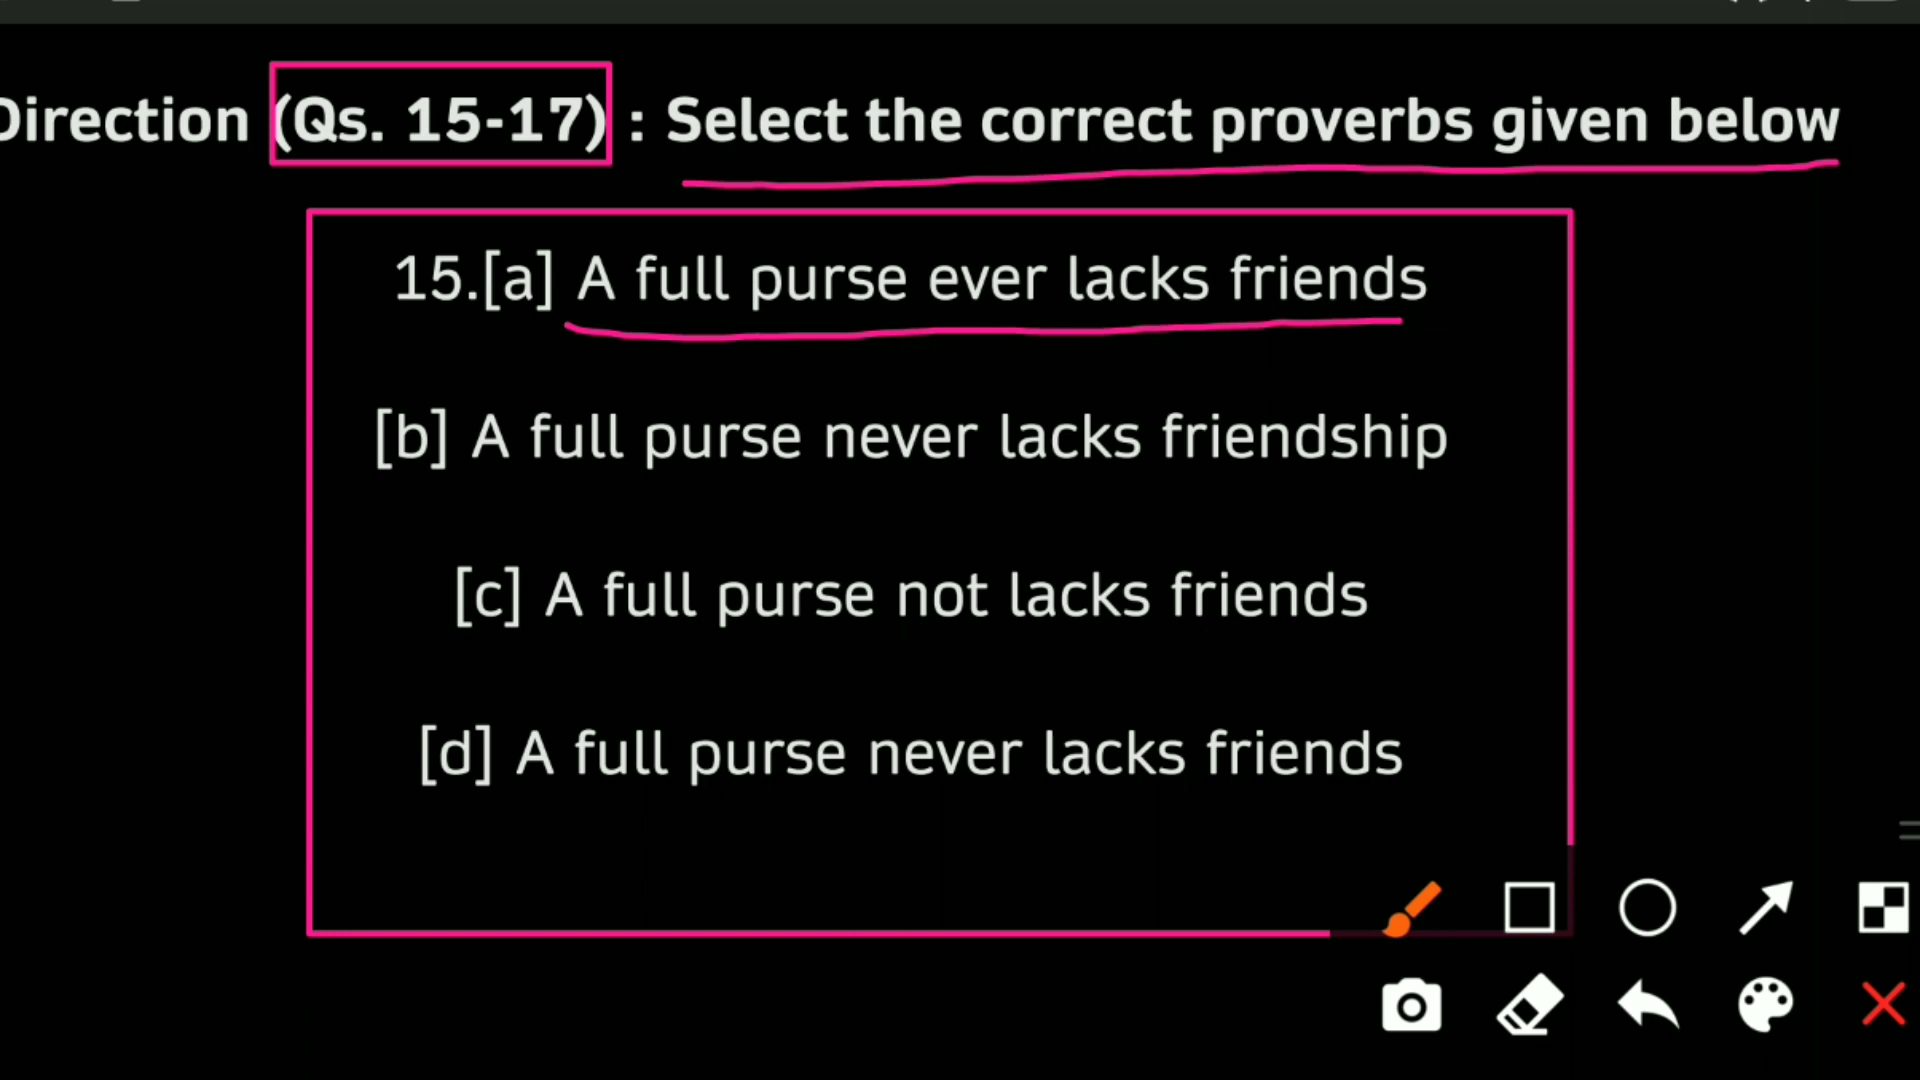 Direction (Qs. 15-17) : Select the correct proverbs given below
15.[a] A full purse ever lacks friends
[b] A full purse never lacks friendship
[c] A full purse not lacks friends
[d] A full purse never lacks friends